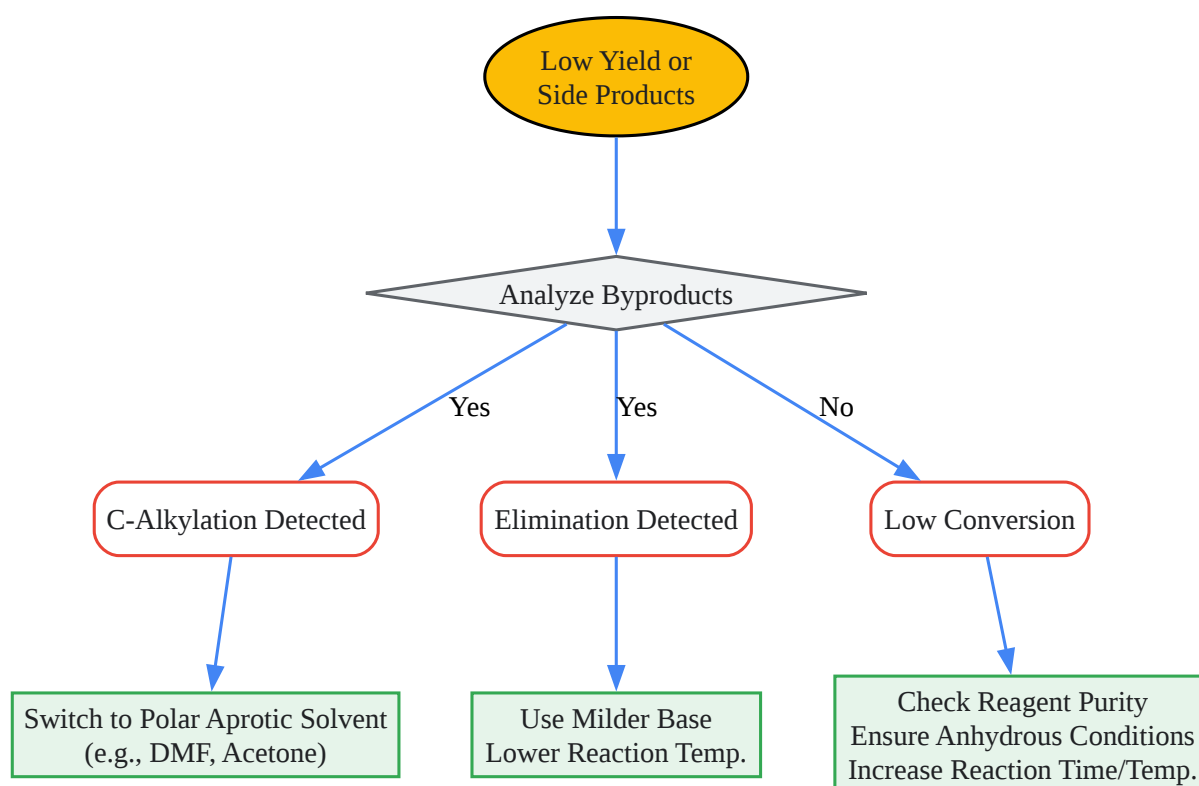 Low Yield or
Side Products
Analyze Byproducts
Yes
Yes
No
C-Alkylation Detected
Elimination Detected
Low Conversion
Switch to Polar Aprotic Solvent
(e.g., DMF, Acetone)
Use Milder Base
Lower Reaction Temp.
Check Reagent Purity
Ensure Anhydrous Conditions
Increase Reaction Time/Temp.